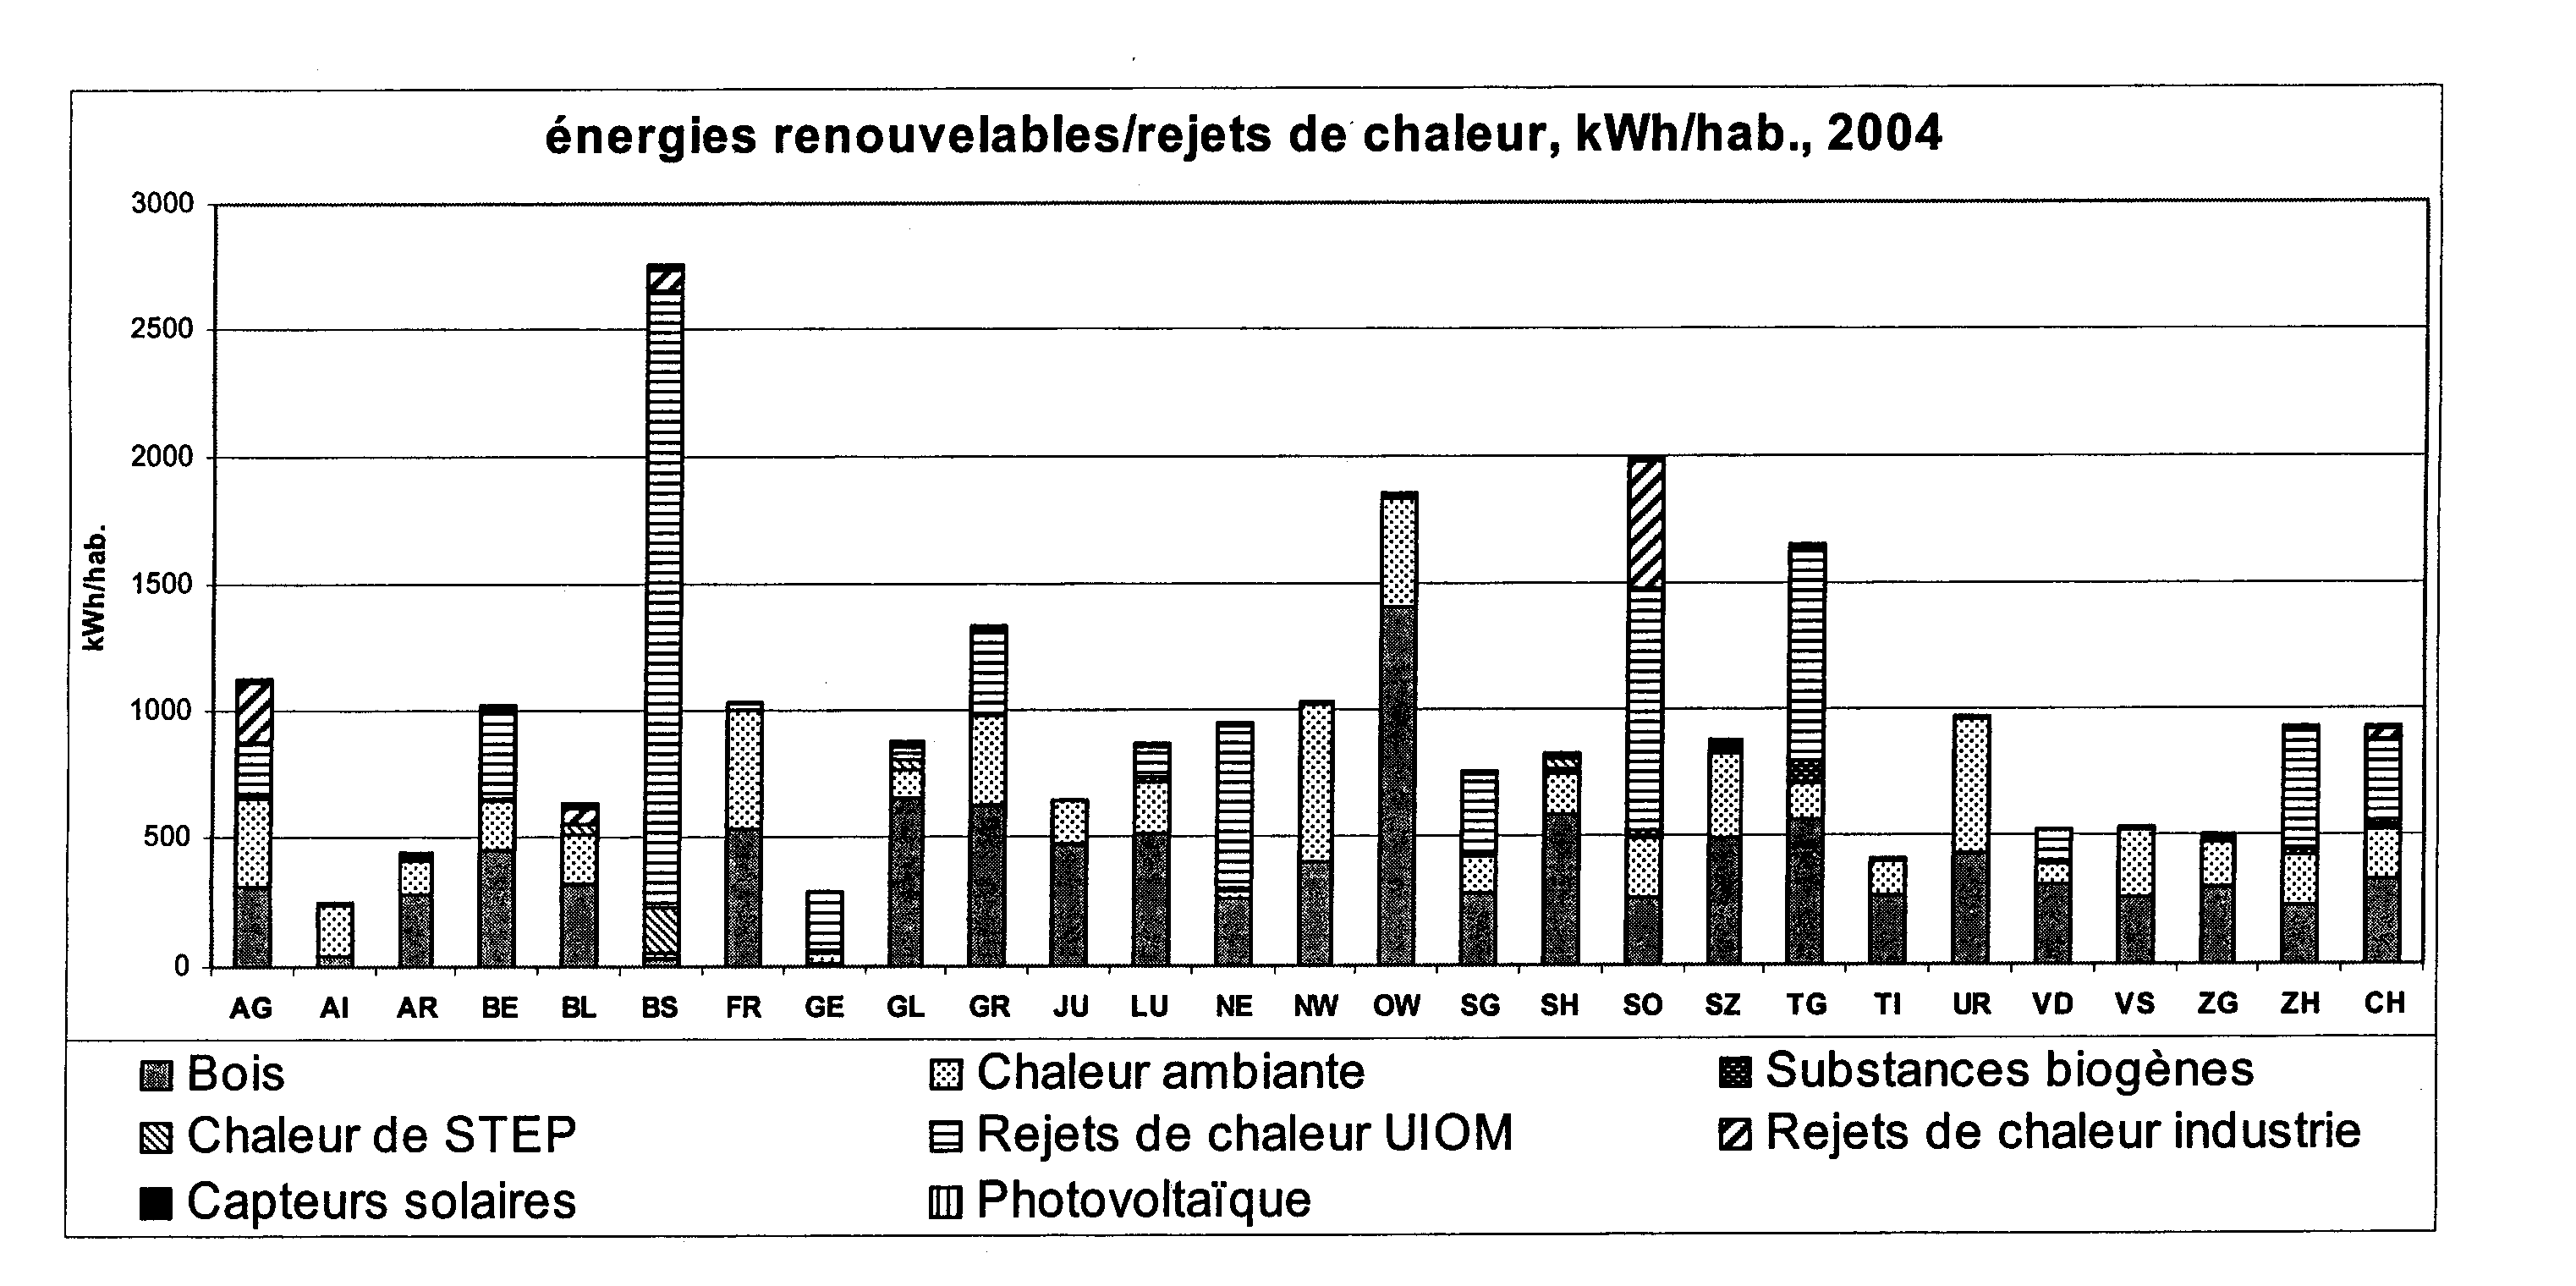 énergies renouvelables/rejets de chaleur, kWh/hab., 2004
3000
2500
2000
1500
1000
500
0
kWh/hab.
AG AI AR BE BL BS FR GE GL GR JU LU NE NW OW SG SH SO SZ TG TI UR VD VS ZG ZH CH
Bois Chaleur ambiante Substances biogènes
Chaleur de STEP Rejets de chaleur UIOM Rejets de chaleur industrie
Capteurs solaires Photovoltaïque